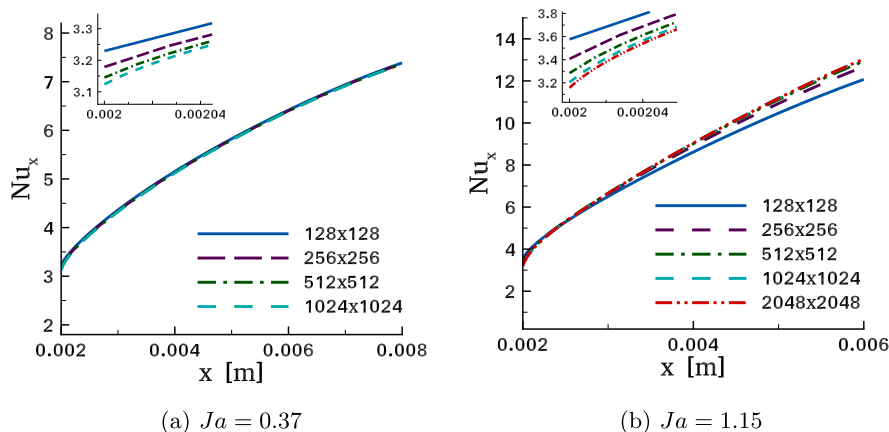 3.3
3.2
3.1
0.002
0.00204
8
7
6
5
4
3
2
Nu_x
128x128
256x256
512x512
1024x1024
0.002
0.004
0.006
0.008
x [m]
(a) Ja = 0.37
3.8
3.6
3.4
3.2
3
0.002
0.00204
14
12
10
8
6
4
2
Nu_x
128x128
256x256
512x512
1024x1024
2048x2048
0.002
0.004
0.006
x [m]
(b) Ja = 1.15